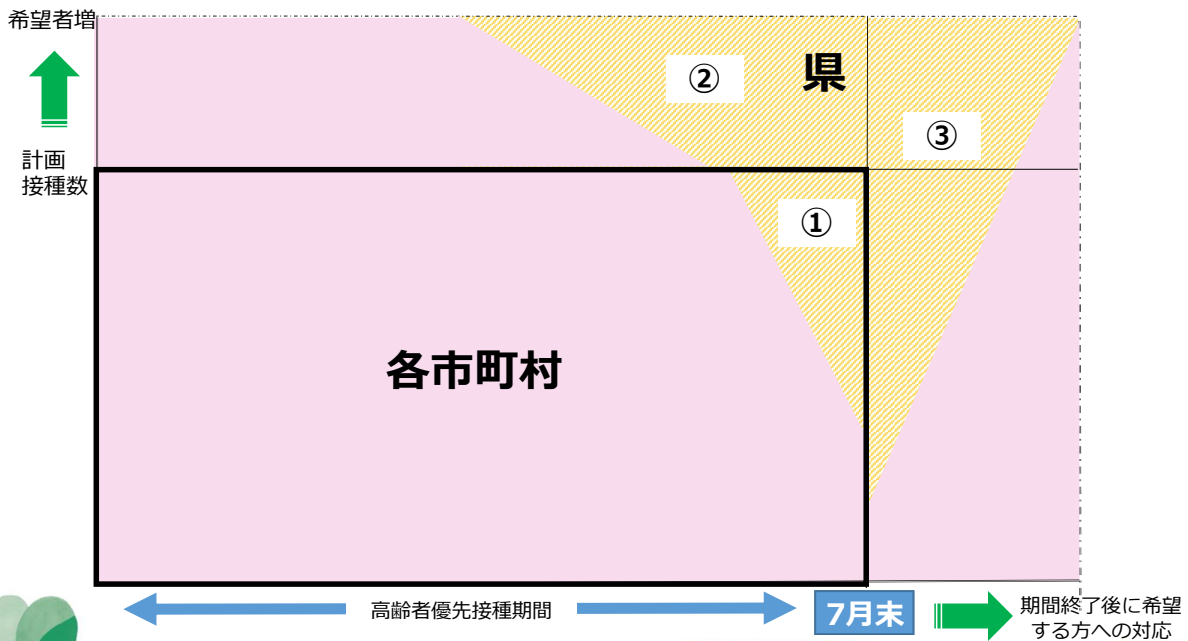 希望者増
県
②
③
計画
接種数
①
各市町村
高齢者優先接種期間
7月末
期間終了後に希望
する方への対応